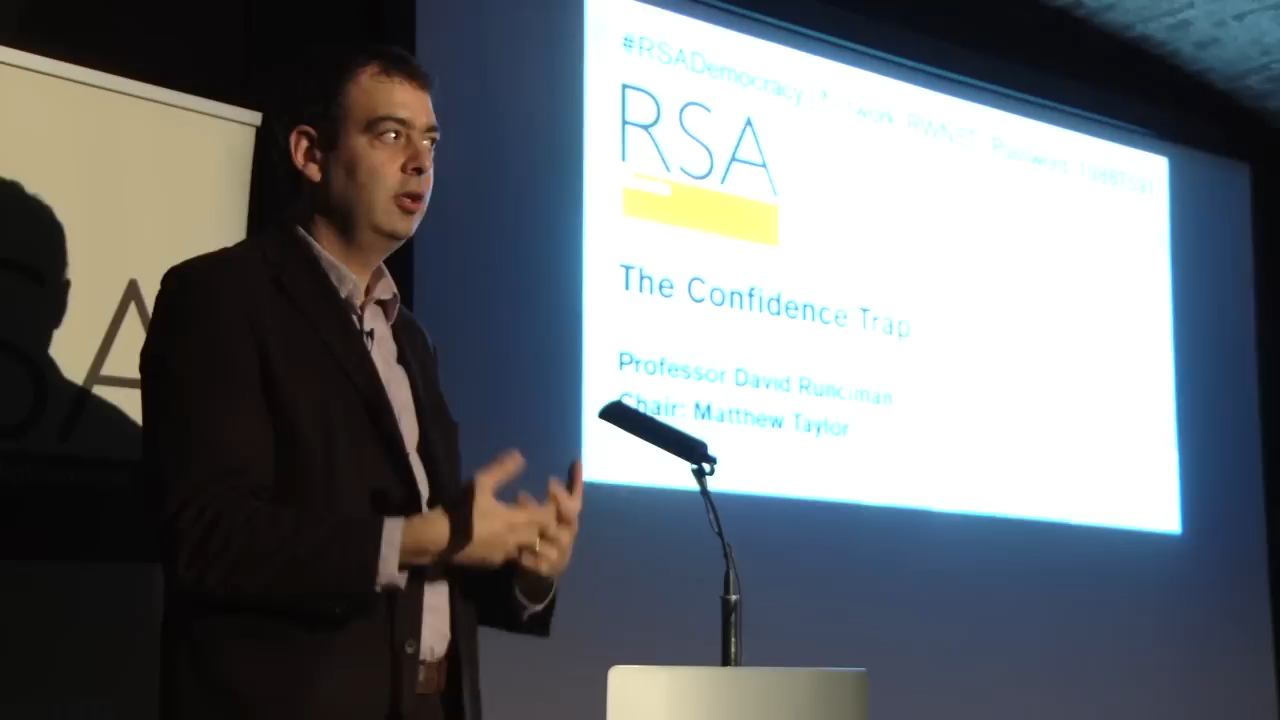 #RSADemocracy
RSA
The Confidence Trap
Professor David Runciman
Chair: Matthew Taylor